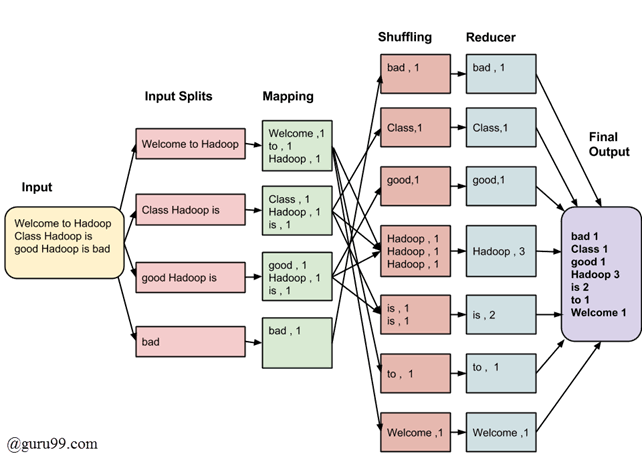 Shuffling
Reducer
bad , 1
bad , 1
Input Splits
Mapping
Welcome to Hadoop
Welcome ,1
to , 1
Hadoop , 1
Class,1
Class,1
Final
Output
Input
Class Hadoop is
Class , 1
Hadoop , 1
is , 1
good,1
good,1
Welcome to Hadoop
Class Hadoop is
good Hadoop is bad
Hadoop , 1
Hadoop , 1
Hadoop , 1
Hadoop , 3
bad 1
Class 1
good 1
Hadoop 3
is 2
to 1
Welcome 1
good Hadoop is
good , 1
Hadoop , 1
is , 1
is , 1
is , 1
is , 2
bad
bad , 1
to , 1
to , 1
Welcome ,1
Welcome ,1
@guru99.com